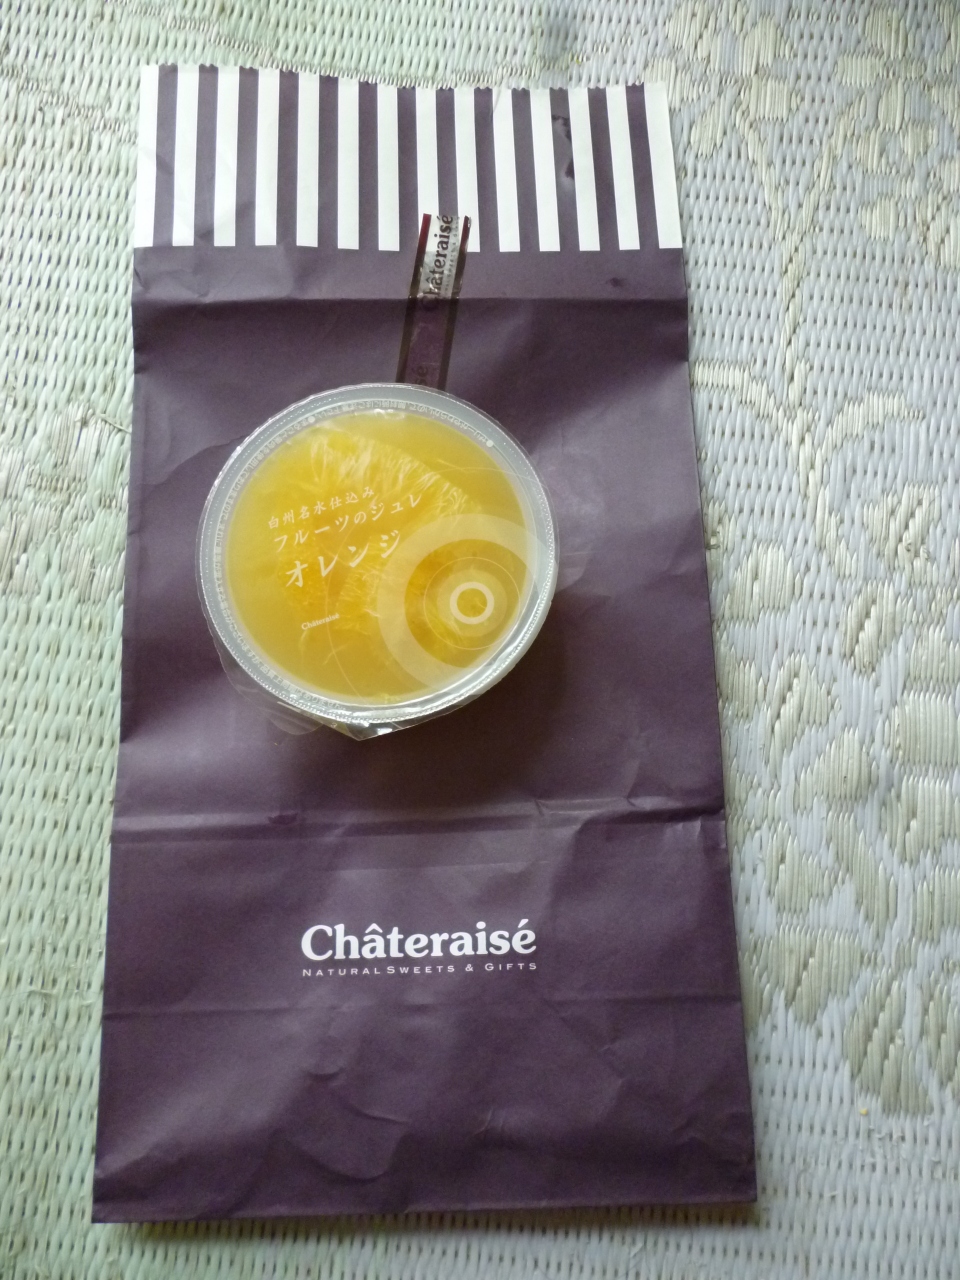 Châteraisé
白州名水仕込み
フルーツのジュレ
オレンジ
Châteraisé
Châteraisé
NATURAL SWEETS & GIFTS